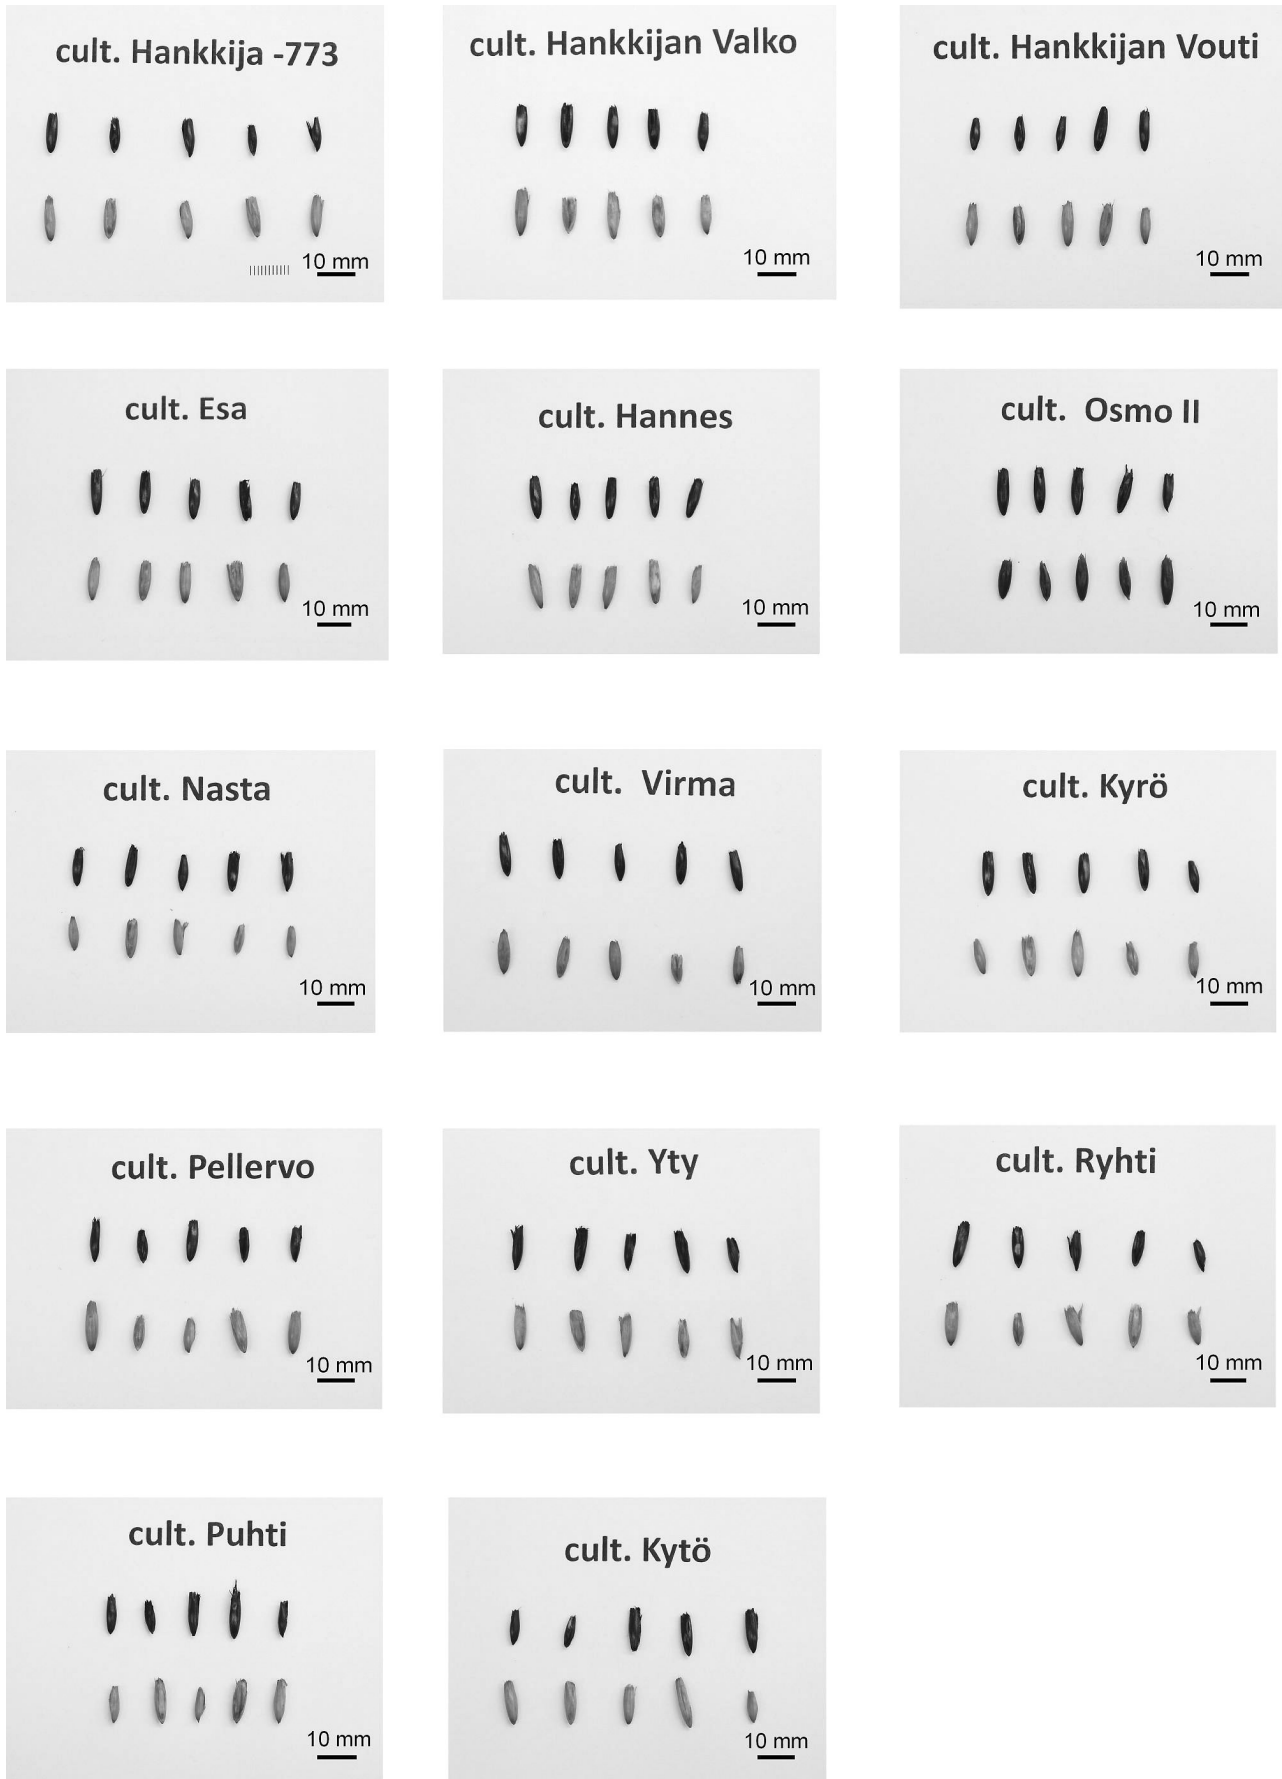 cult. Hankkija -773
10 mm
cult. Hankkijan Valko
10 mm
cult. Hankkijan Vouti
10 mm
cult. Esa
10 mm
cult. Hannes
10 mm
cult. Osmo II
10 mm
cult. Nasta
10 mm
cult. Virma
10 mm
cult. Kyrö
10 mm
cult. Pellervo
10 mm
cult. Yty
10 mm
cult. Ryhti
10 mm
cult. Puhti
10 mm
cult. Kytö
10 mm